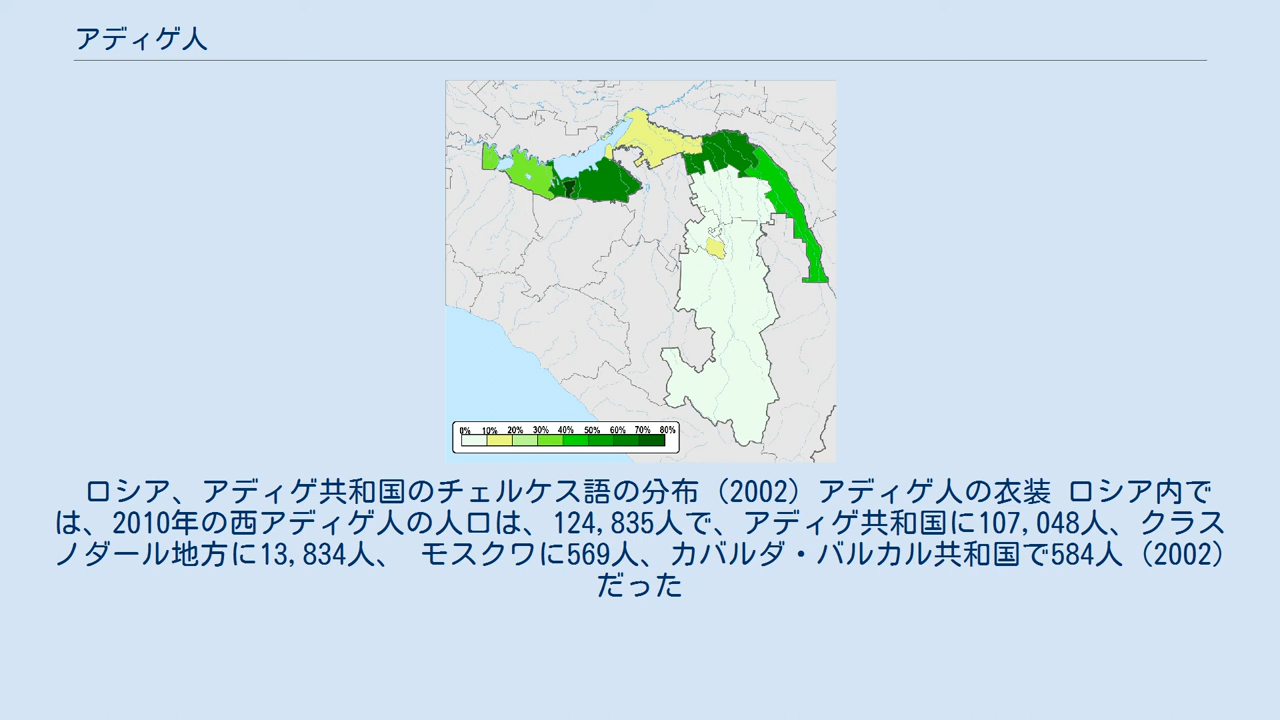 アディゲ人
0% 10% 20% 30% 40% 50% 60% 70% 80%
ロシア、アディゲ共和国のチェルケス語の分布（2002）アディゲ人の衣装 ロシア内で
は、2010年の西アディゲ人の人口は、124,835人で、アディゲ共和国に107,048人、クラス
ノダール地方に13,834人、 モスクワに569人、カバルダ・バルカル共和国で584人（2002）
だった